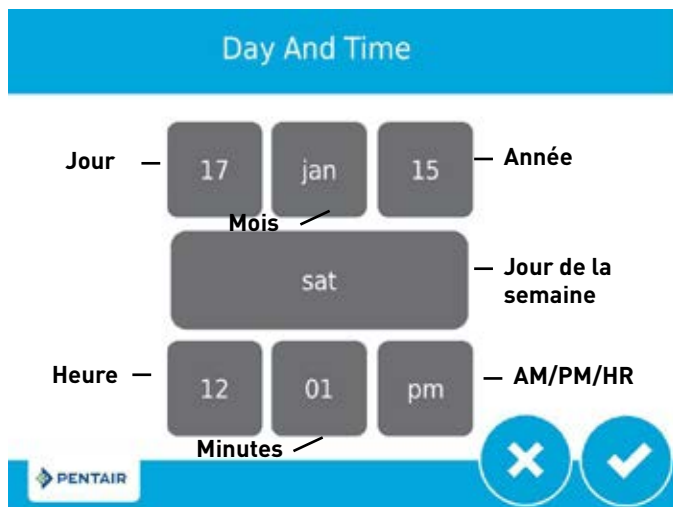 Day And Time
Jour
17
jan
15
Année
Mois
sat
Jour de la
semaine
Heure
12
01
pm
AM/PM/HR
Minutes
PENTAIR